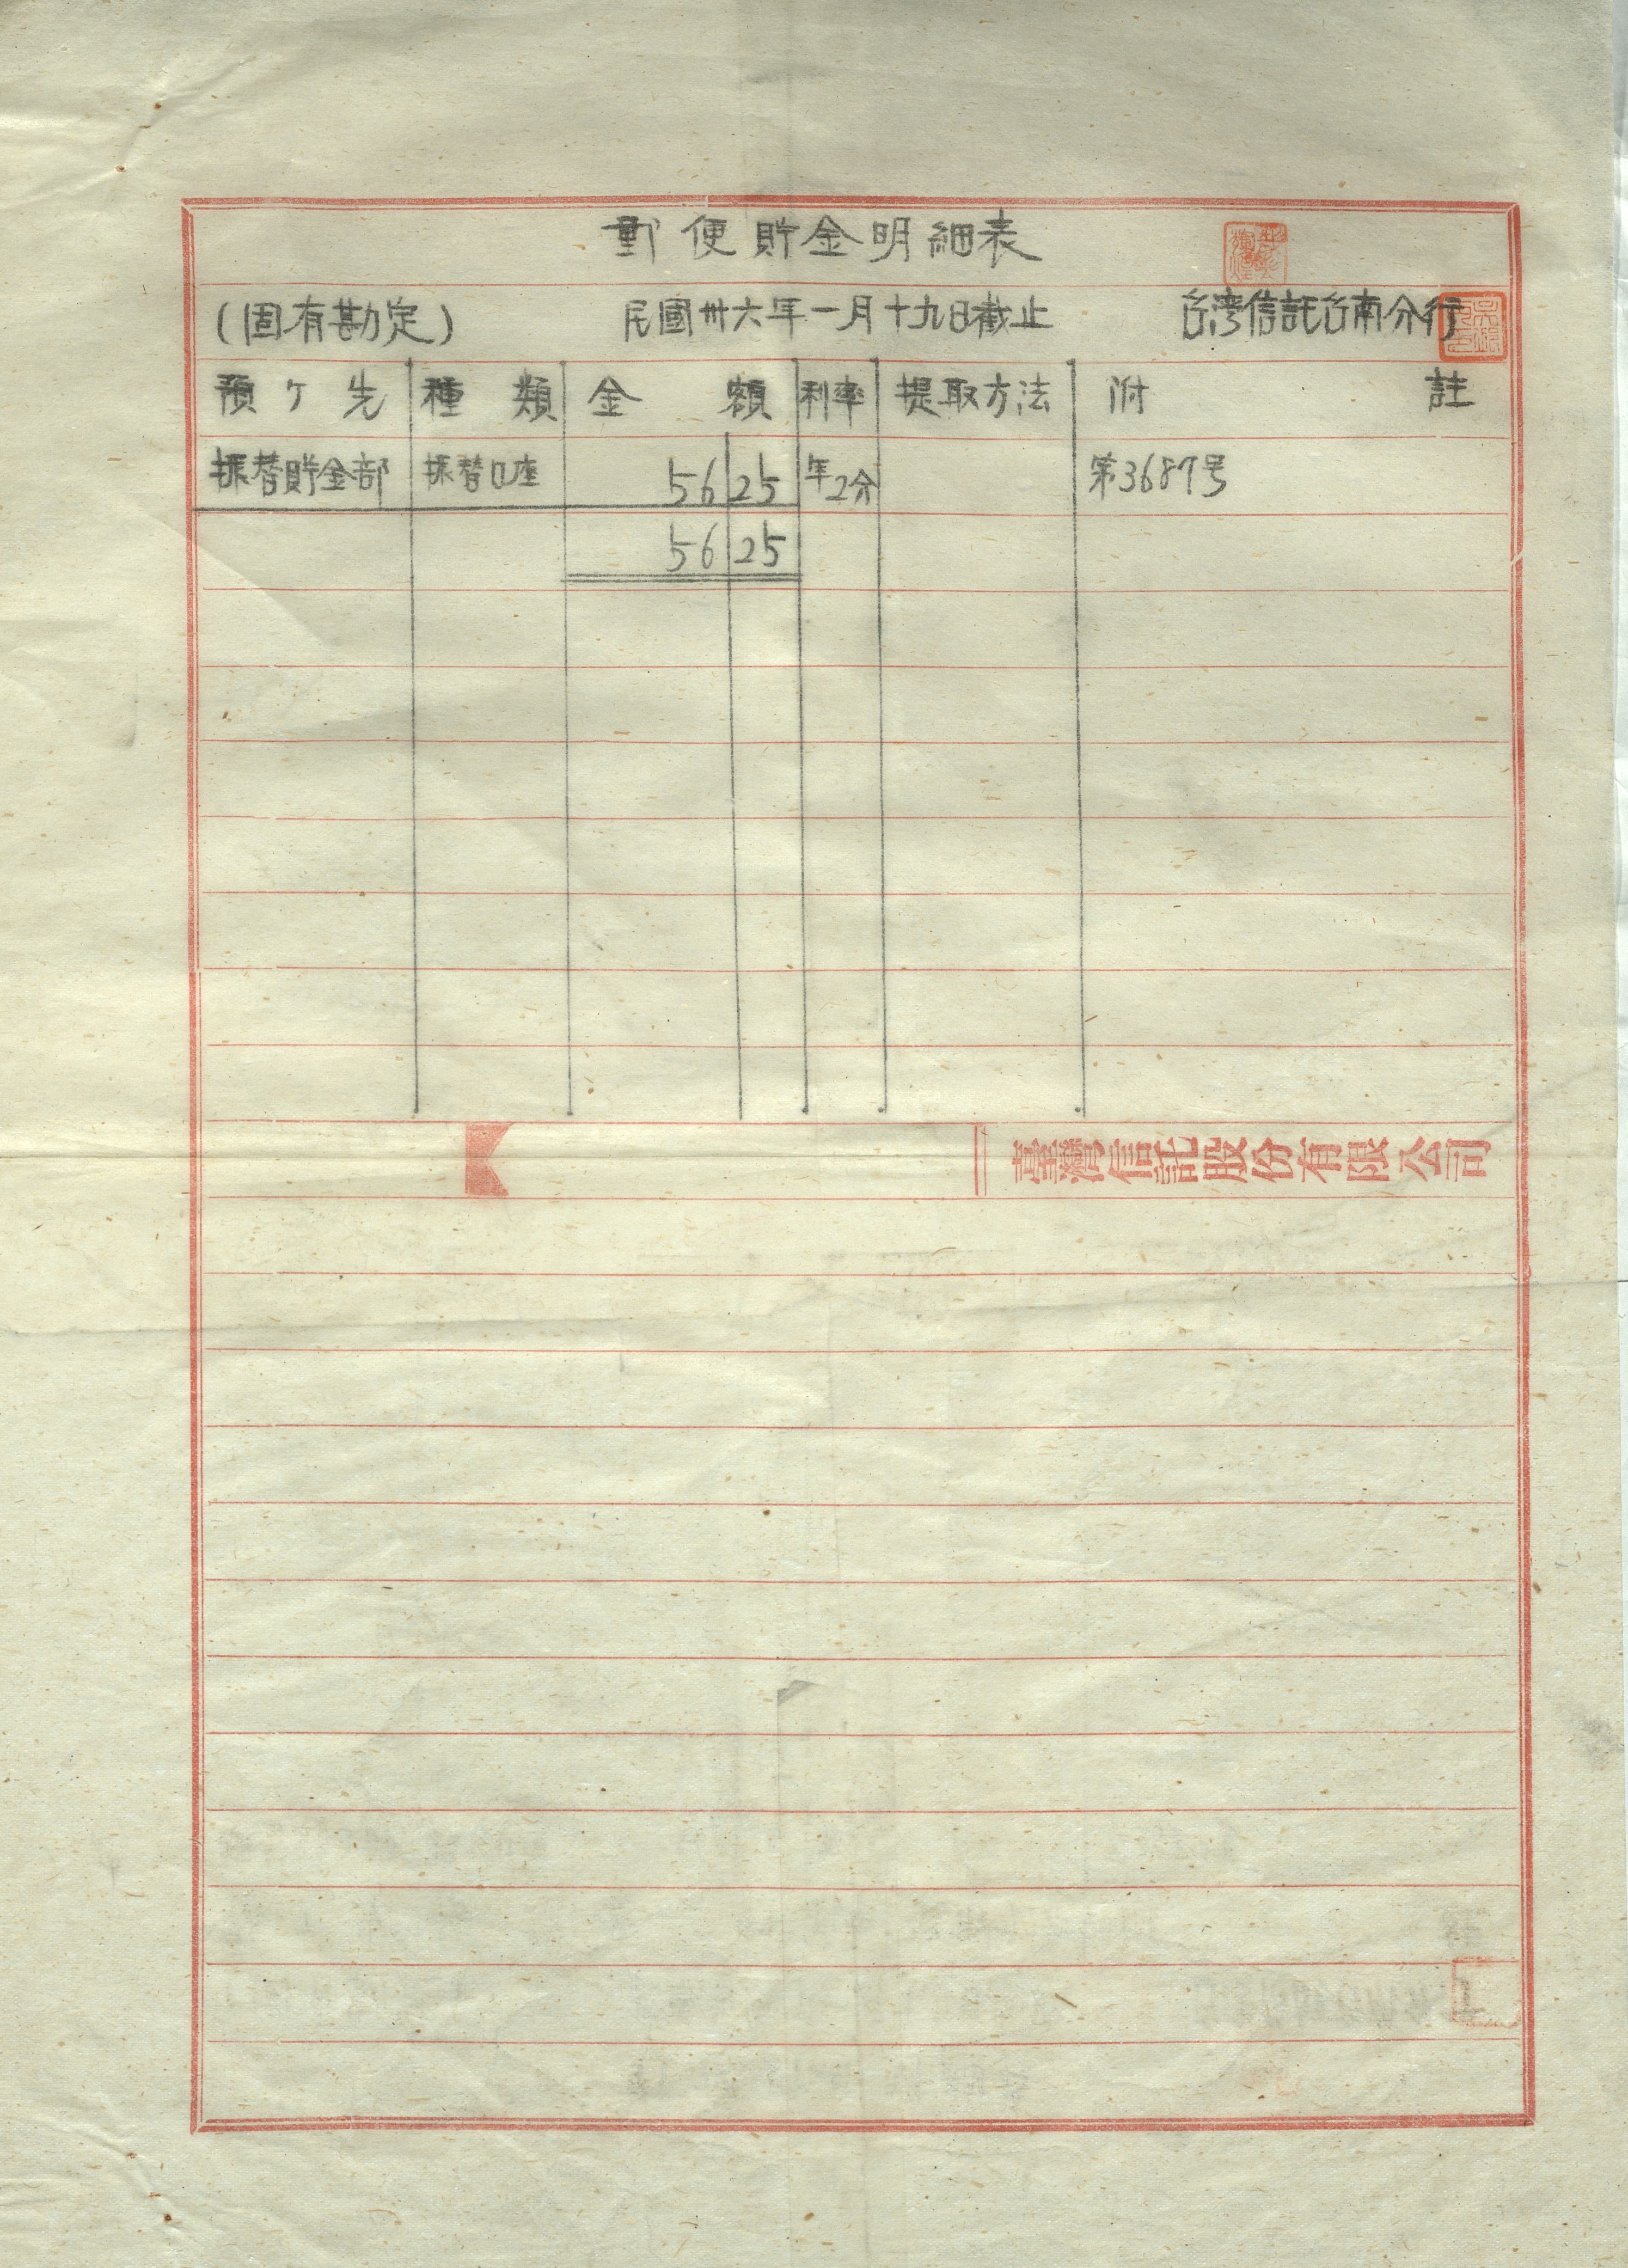 郵便貯金明細表
(固有勘定) 民國卅六年一月十九日截止 台湾信託台南分行
預ケ先 種類 金額 利率 提取方法 附註
振替貯金部 振替口座 56 25 年2分 第3687号
56 25
臺灣信託股份有限公司